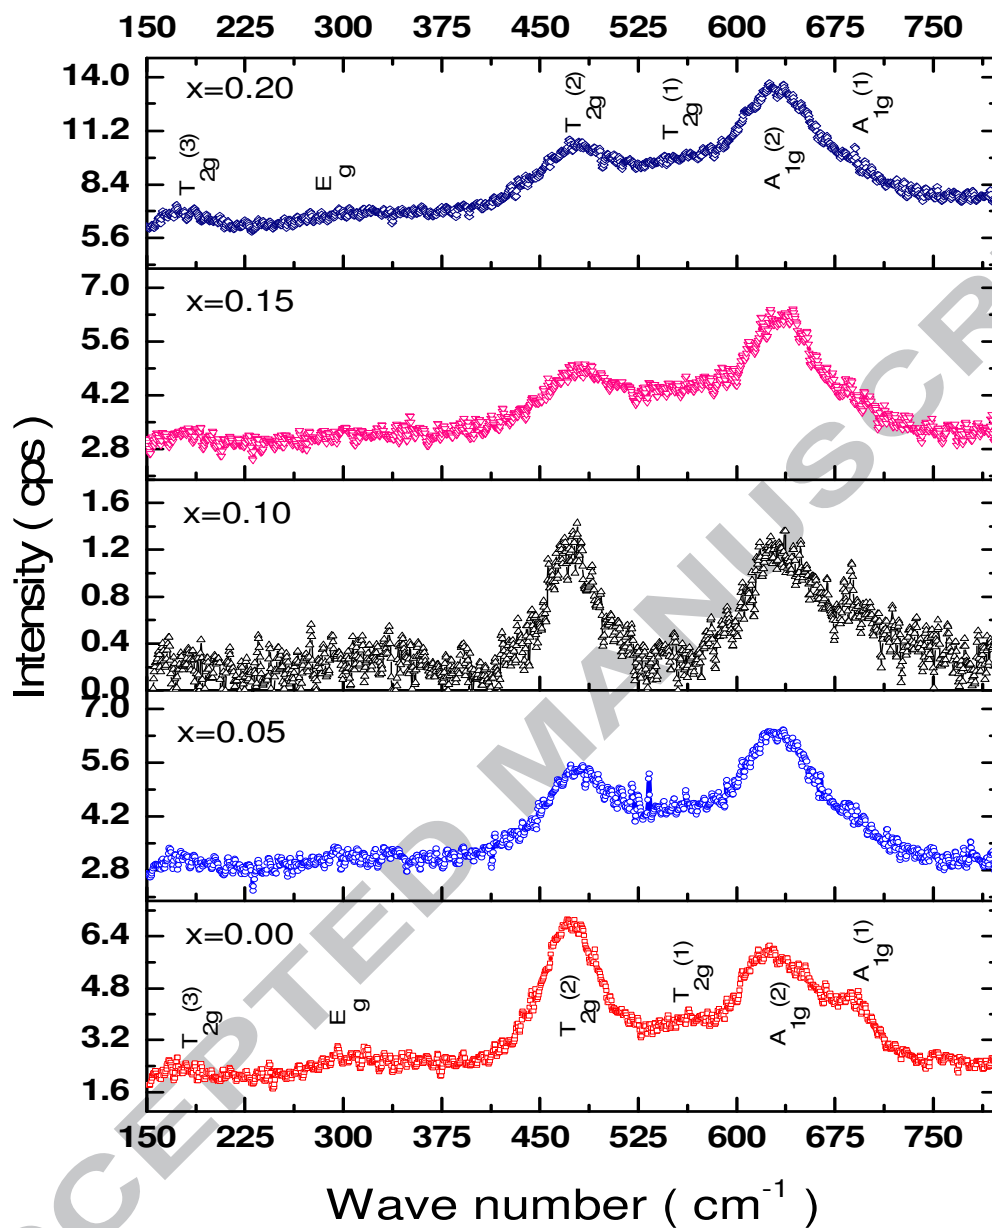 150 225 300 375 450 525 600 675 750
x=0.20
14.0
11.2
8.4
5.6
T2g(3)
Eg
T2g(2)
T2g(1)
A1g(2)
A1g(1)
x=0.15
7.0
5.6
4.2
2.8
x=0.10
1.6
1.2
0.8
0.4
0.0
x=0.05
7.0
5.6
4.2
2.8
x=0.00
6.4
4.8
3.2
1.6
T2g(3)
Eg
T2g(2)
T2g(1)
A1g(2)
A1g(1)
150 225 300 375 450 525 600 675 750
Intensity ( cps)
Wave number ( cm-1 )
CCEPTED MANUSCR